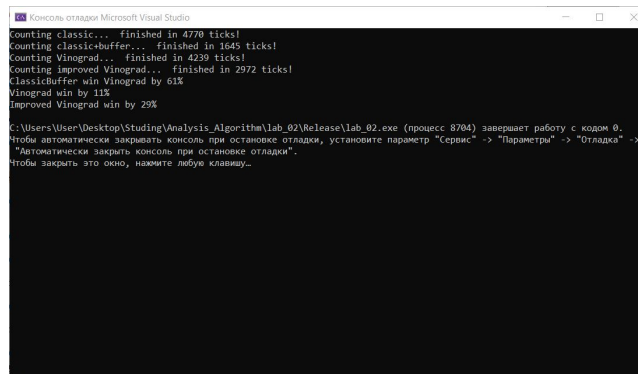 Консоль отладки Microsoft Visual Studio
Counting classic... finished in 4770 ticks!
Counting classic+buffer... finished in 1645 ticks!
Counting Vinograd... finished in 4239 ticks!
Counting improved Vinograd... finished in 2972 ticks!
ClassicBuffer win Vinograd by 61%
Vinograd win by 11%
Improved Vinograd win by 29%
C:\Users\User\Desktop\Studing\Analysis_Algorithm\lab_02\Release\lab_02.exe (процесс 8704) завершает работу с кодом 0.
Чтобы автоматически закрывать консоль при остановке отладки, установите параметр "Сервис" -> "Параметры" -> "Отладка" ->
"Автоматически закрыть консоль при остановке отладки".
Чтобы закрыть это окно, нажмите любую клавишу…